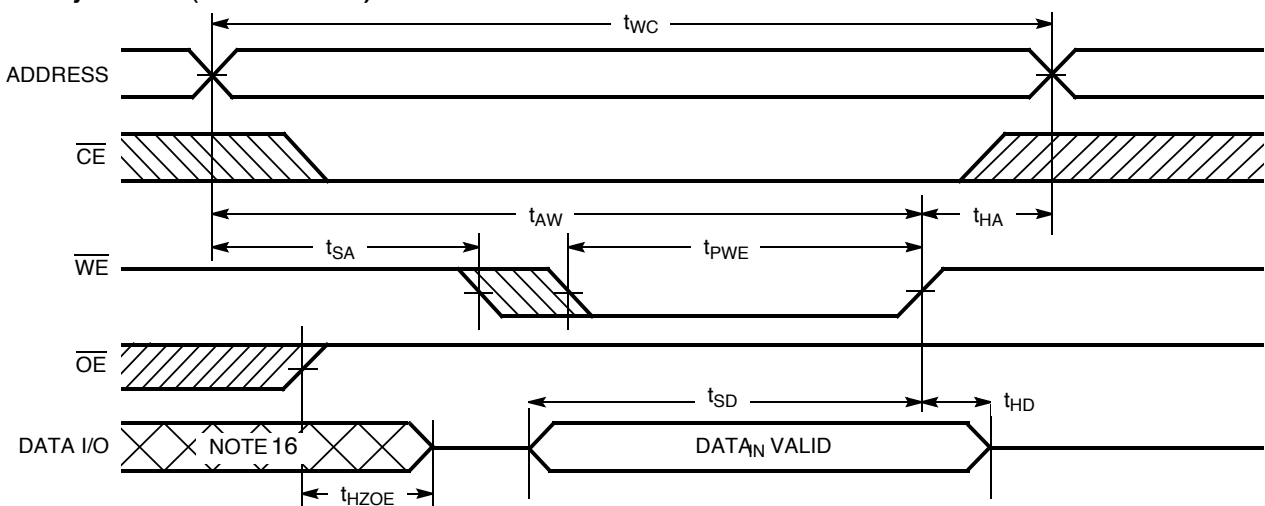 tWC
ADDRESS
CE
tAW
tHA
tSA
tPWE
WE
OE
tSD
tHD
DATA I/O
NOTE 16
DATAIN VALID
tHZOE